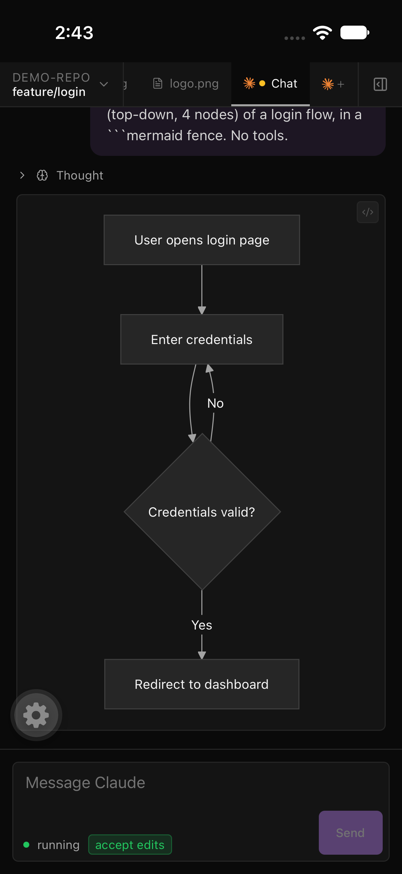 2:43
DEMO-REPO
feature/login
g
logo.png
Chat
+
(top-down, 4 nodes) of a login flow, in a
```mermaid fence. No tools.
Thought
</>
User opens login page
Enter credentials
No
Credentials valid?
Yes
Redirect to dashboard
Message Claude
running
accept edits
Send